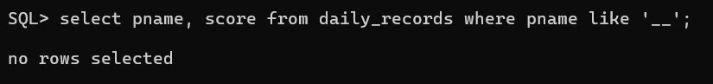 SQL> select pname, score from daily_records where pname like '__';
no rows selected